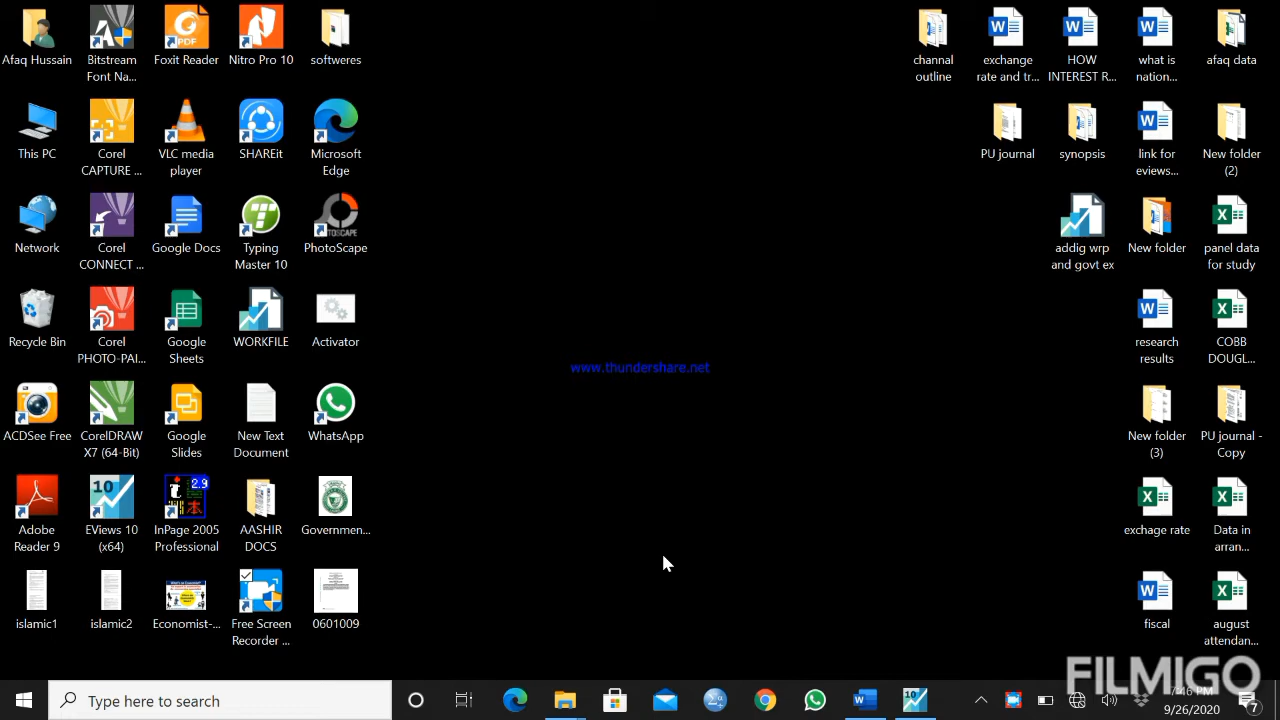 Afaq Hussain
Bitstream
Font Na...
Foxit Reader
Nitro Pro 10
softweres
channal
outline
exchange
rate and tr...
HOW
INTEREST R...
what is
nation...
afaq data
This PC
Corel
CAPTURE ...
VLC media
player
SHAREit
Microsoft
Edge
PU journal
synopsis
link for
eviews...
New folder
(2)
Network
Corel
CONNECT ...
Google Docs
Typing
Master 10
PhotoScape
addig wrp
and govt ex
New folder
panel data
for study
Recycle Bin
Corel
PHOTO-PAI...
Google
Sheets
WORKFILE
Activator
research
results
COBB
DOUGL...
www.thundershare.net
ACDSee Free
CorelDRAW
X7 (64-Bit)
Google
Slides
New Text
Document
WhatsApp
New folder
(3)
PU journal -
Copy
Adobe
Reader 9
EViews 10
(x64)
InPage 2005
Professional
AASHIR
DOCS
Governmen...
exchage rate
Data in
arran...
islamic1
islamic2
Economist-...
Free Screen
Recorder ...
0601009
fiscal
august
attendan...
FILMIGO
Type here to search
7:46 PM
9/26/2020